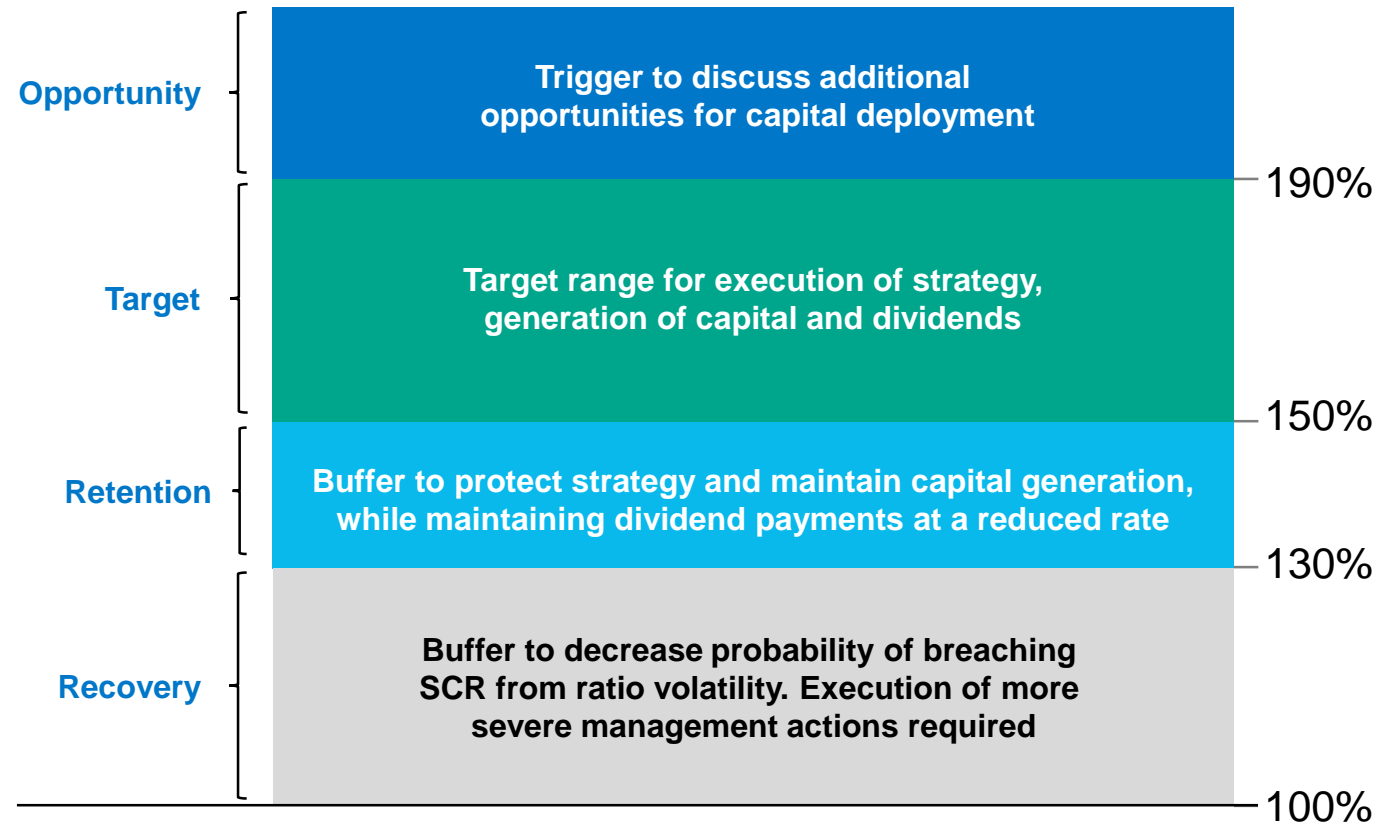 Opportunity
Trigger to discuss additional
opportunities for capital deployment
190%
Target
Target range for execution of strategy,
generation of capital and dividends
150%
Retention
Buffer to protect strategy and maintain capital generation,
while maintaining dividend payments at a reduced rate
130%
Recovery
Buffer to decrease probability of breaching
SCR from ratio volatility. Execution of more
severe management actions required
100%